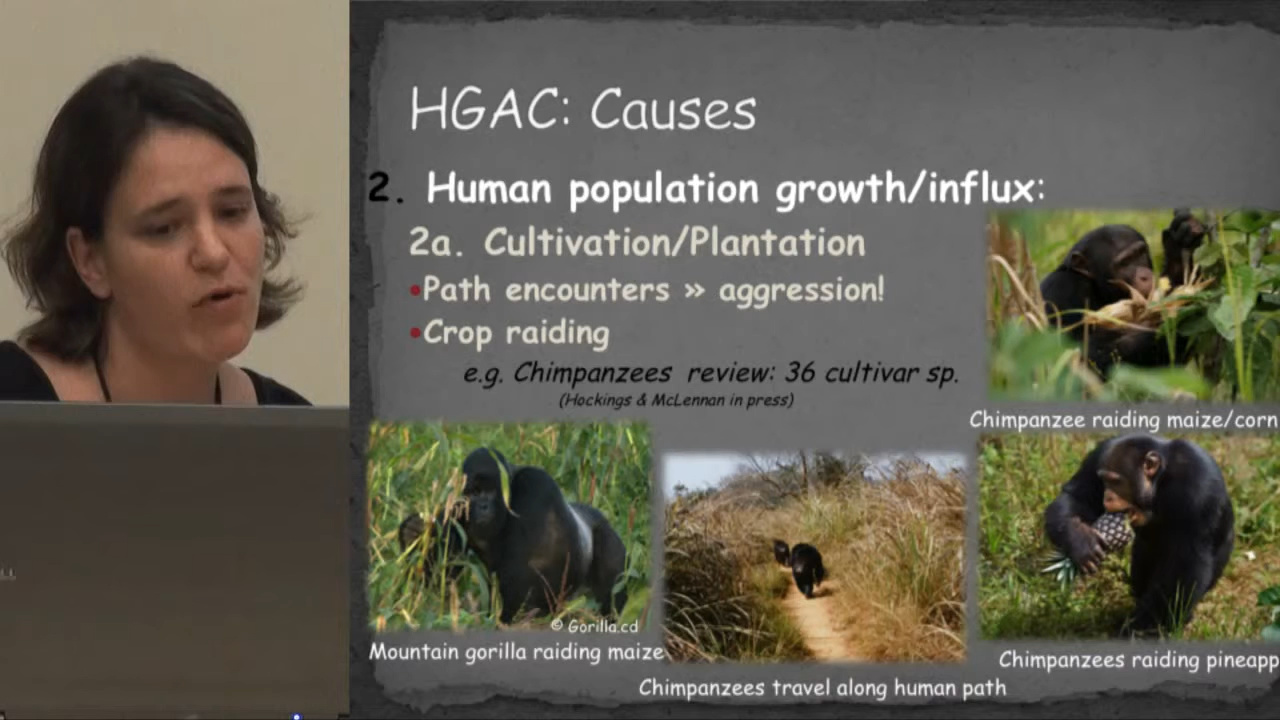 HGAC: Causes
2. Human population growth/influx:
2a. Cultivation/Plantation
•Path encounters » aggression!
•Crop raiding
e.g. Chimpanzees review: 36 cultivar sp.
(Hockings & McLennan in press)
Chimpanzee raiding maize/corn
© Gorilla.cd
Mountain gorilla raiding maize
Chimpanzees raiding pineapp
Chimpanzees travel along human path